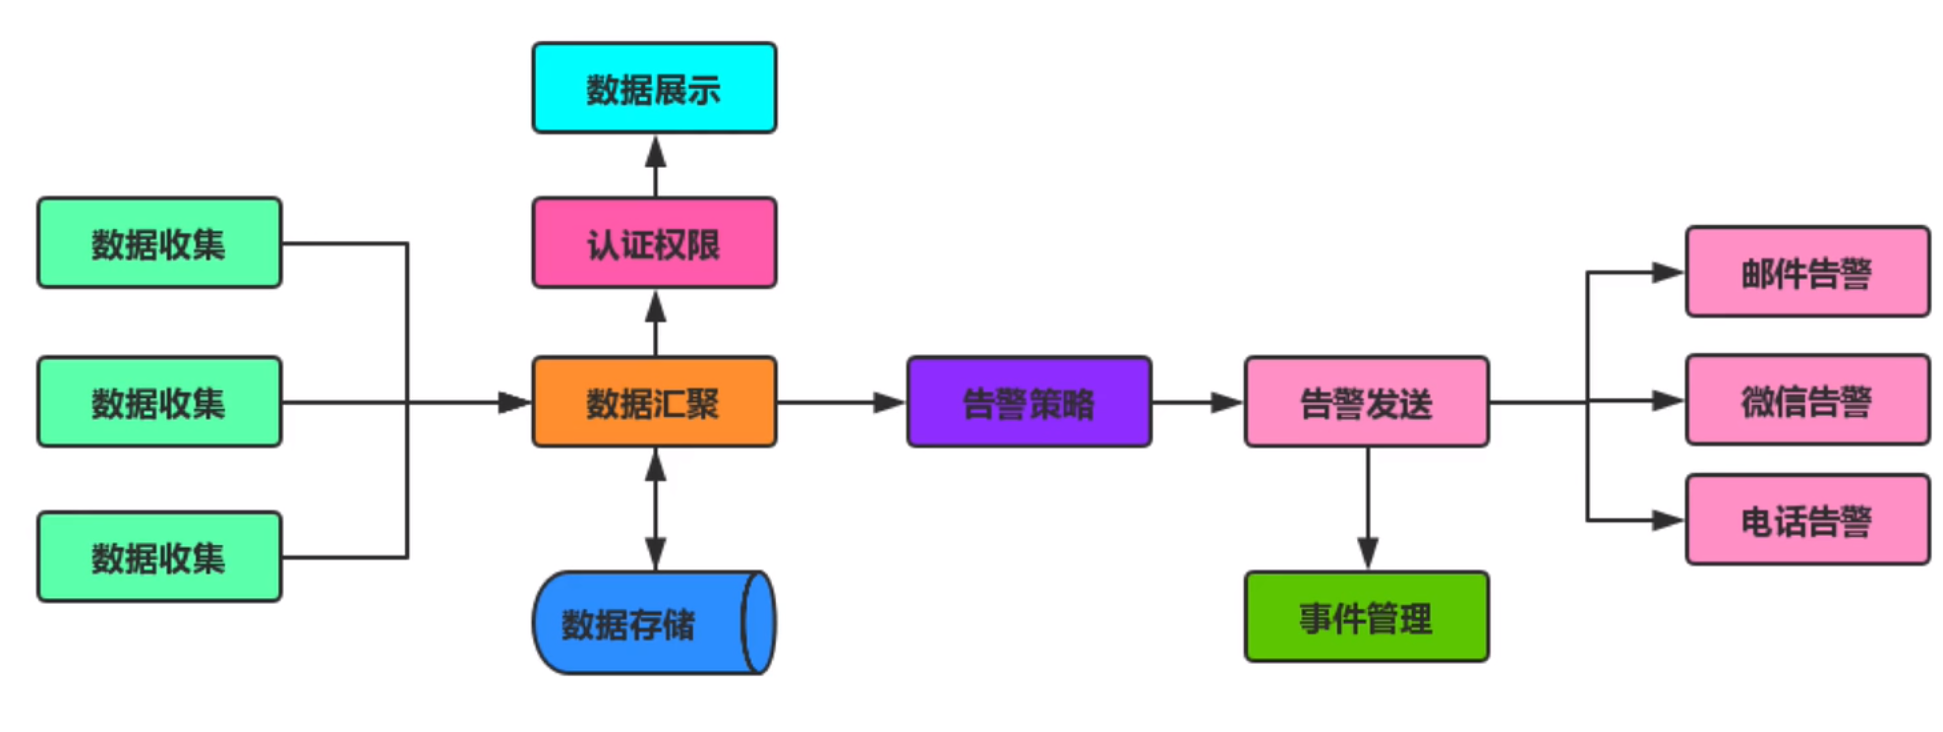 数据展示
数据收集
认证权限
邮件告警
数据收集
数据汇聚
告警策略
告警发送
微信告警
电话告警
数据收集
数据存储
事件管理